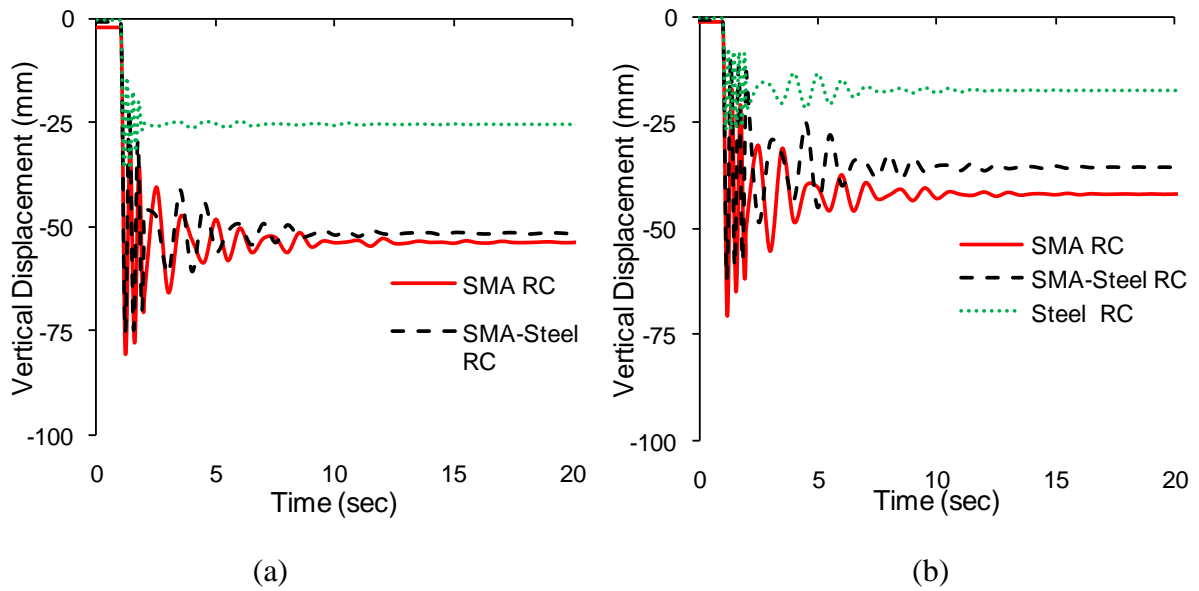 0
-25
-50
-75
-100
Vertical Displacement (mm)
0
5
10
15
20
Time (sec)
SMA RC
SMA-Steel
RC
(a)
0
-25
-50
-75
-100
Vertical Displacement (mm)
0
5
10
15
20
Time (sec)
SMA RC
SMA-Steel RC
Steel RC
(b)